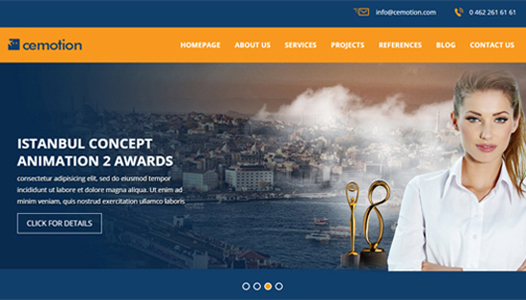 info@cemotion.com 0 462 261 61 61
cemotion
HOMEPAGE ABOUT US SERVICES PROJECTS REFERENCES BLOG CONTACT US
ISTANBUL CONCEPT
ANIMATION 2 AWARDS
consectetur adipisicing elit, sed do eiusmod tempor
incididunt ut labore et dolore magna aliqua. Ut enim ad
minim veniam, quis nostrud exercitation ullamco laboris
CLICK FOR DETAILS